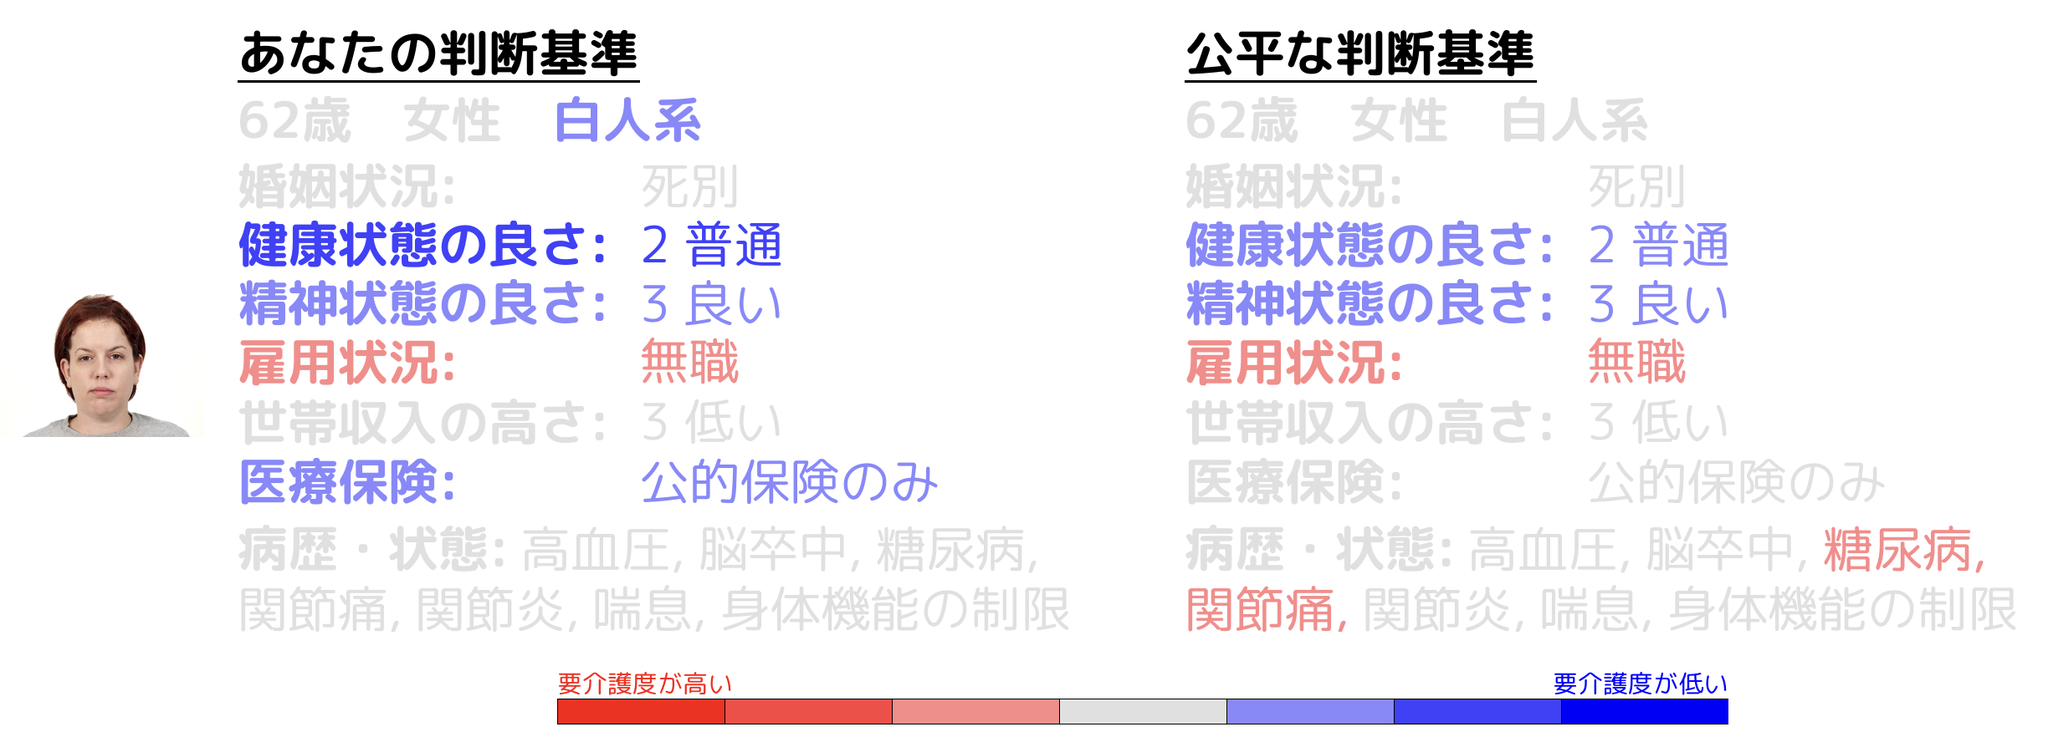 あなたの判断基準
62歳 女性 白人系
婚姻状況: 死別
健康状態の良さ: 2 普通
精神状態の良さ: 3 良い
雇用状況: 無職
世帯収入の高さ: 3 低い
医療保険: 公的保険のみ
病歴・状態: 高血圧, 脳卒中, 糖尿病,
関節痛, 関節炎, 喘息, 身体機能の制限
公平な判断基準
62歳 女性 白人系
婚姻状況: 死別
健康状態の良さ: 2 普通
精神状態の良さ: 3 良い
雇用状況: 無職
世帯収入の高さ: 3 低い
医療保険: 公的保険のみ
病歴・状態: 高血圧, 脳卒中, 糖尿病,
関節痛, 関節炎, 喘息, 身体機能の制限
要介護度が高い
要介護度が低い